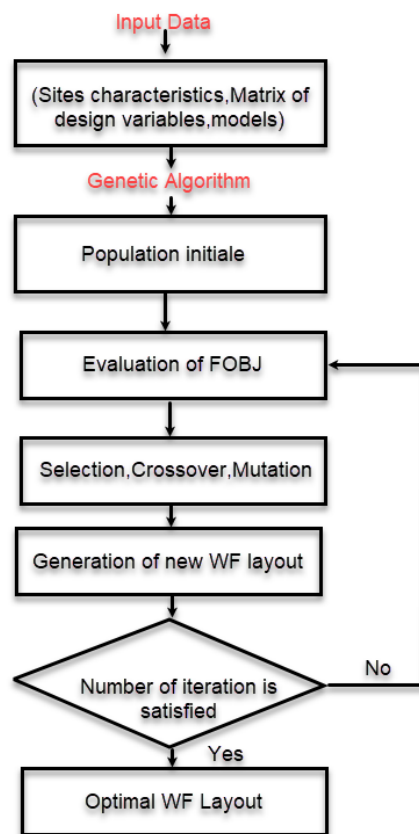 Input Data
(Sites characteristics,Matrix of
design variables,models)
Genetic Algorithm
Population initiale
Evaluation of FOBJ
Selection,Crossover,Mutation
Generation of new WF layout
Number of iteration is
satisfied
No
Yes
Optimal WF Layout